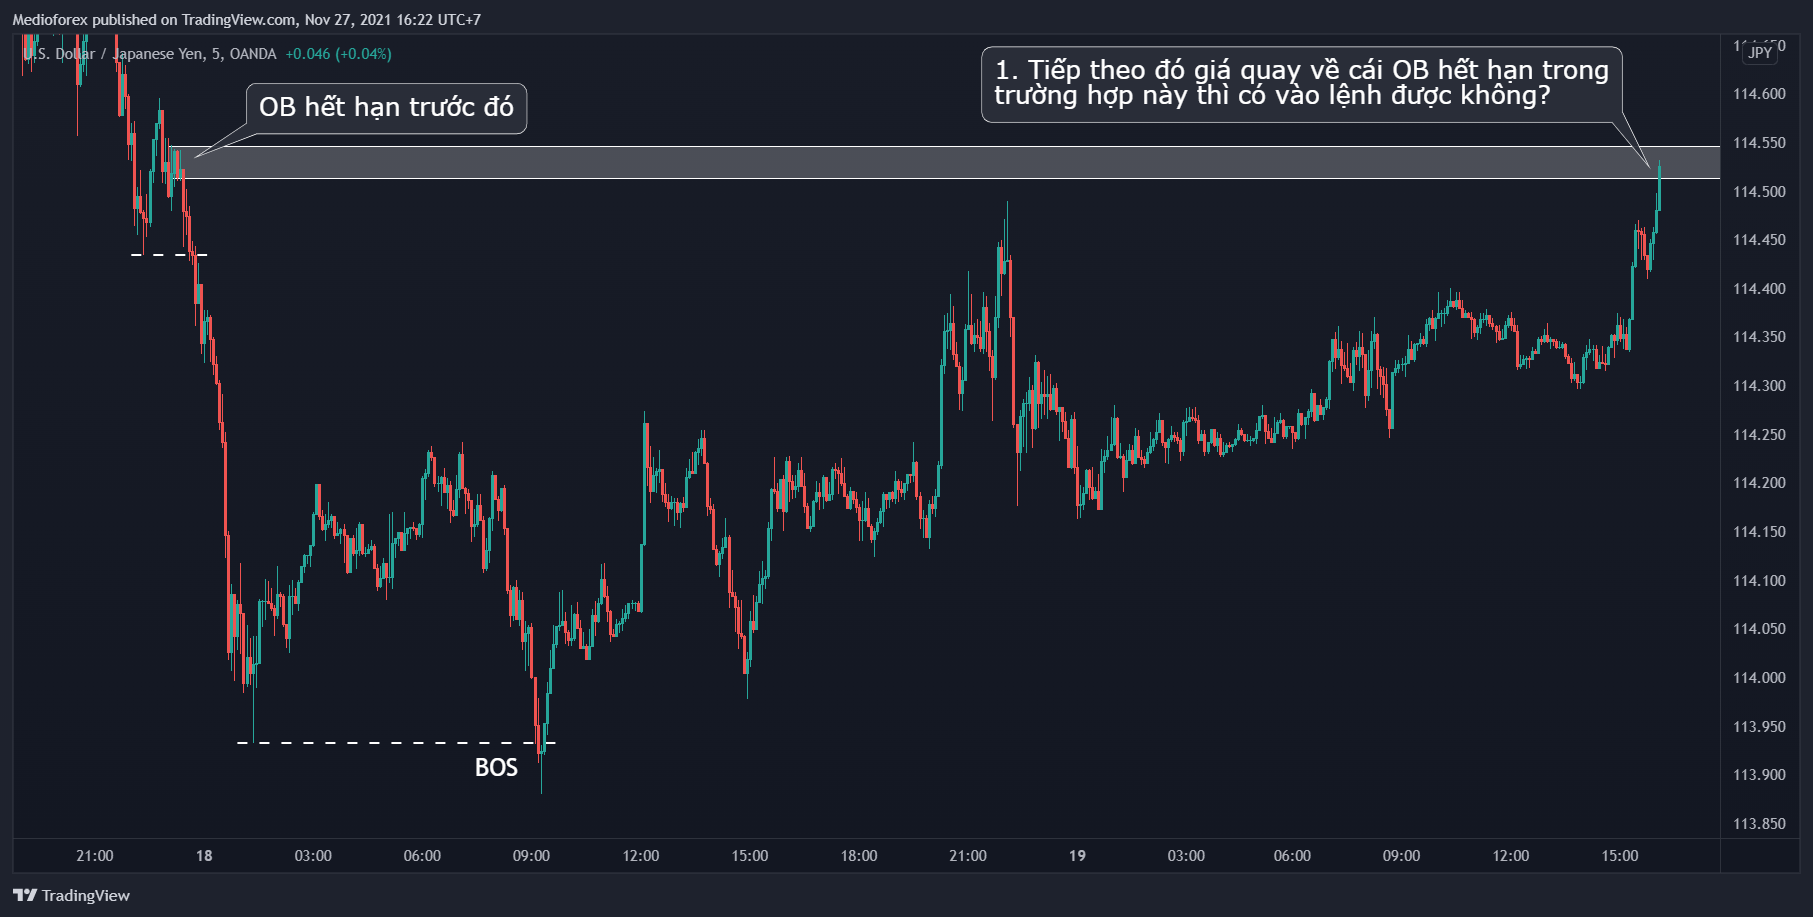 Medioforex published on TradingView.com, Nov 27, 2021 16:22 UTC+7
U.S. Dollar / Japanese Yen, 5, OANDA +0.046 (+0.04%)
JPY
OB hết hạn trước đó
1. Tiếp theo đó giá quay về cái OB hết hạn trong
trường hợp này thì có vào lệnh được không?
114.600
114.550
114.500
114.450
114.400
114.350
114.300
114.250
114.200
114.150
114.100
114.050
114.000
113.950
113.900
113.850
BOS
21:00 18 03:00 06:00 09:00 12:00 15:00 18:00 21:00 19 03:00 06:00 09:00 12:00 15:00
TradingView